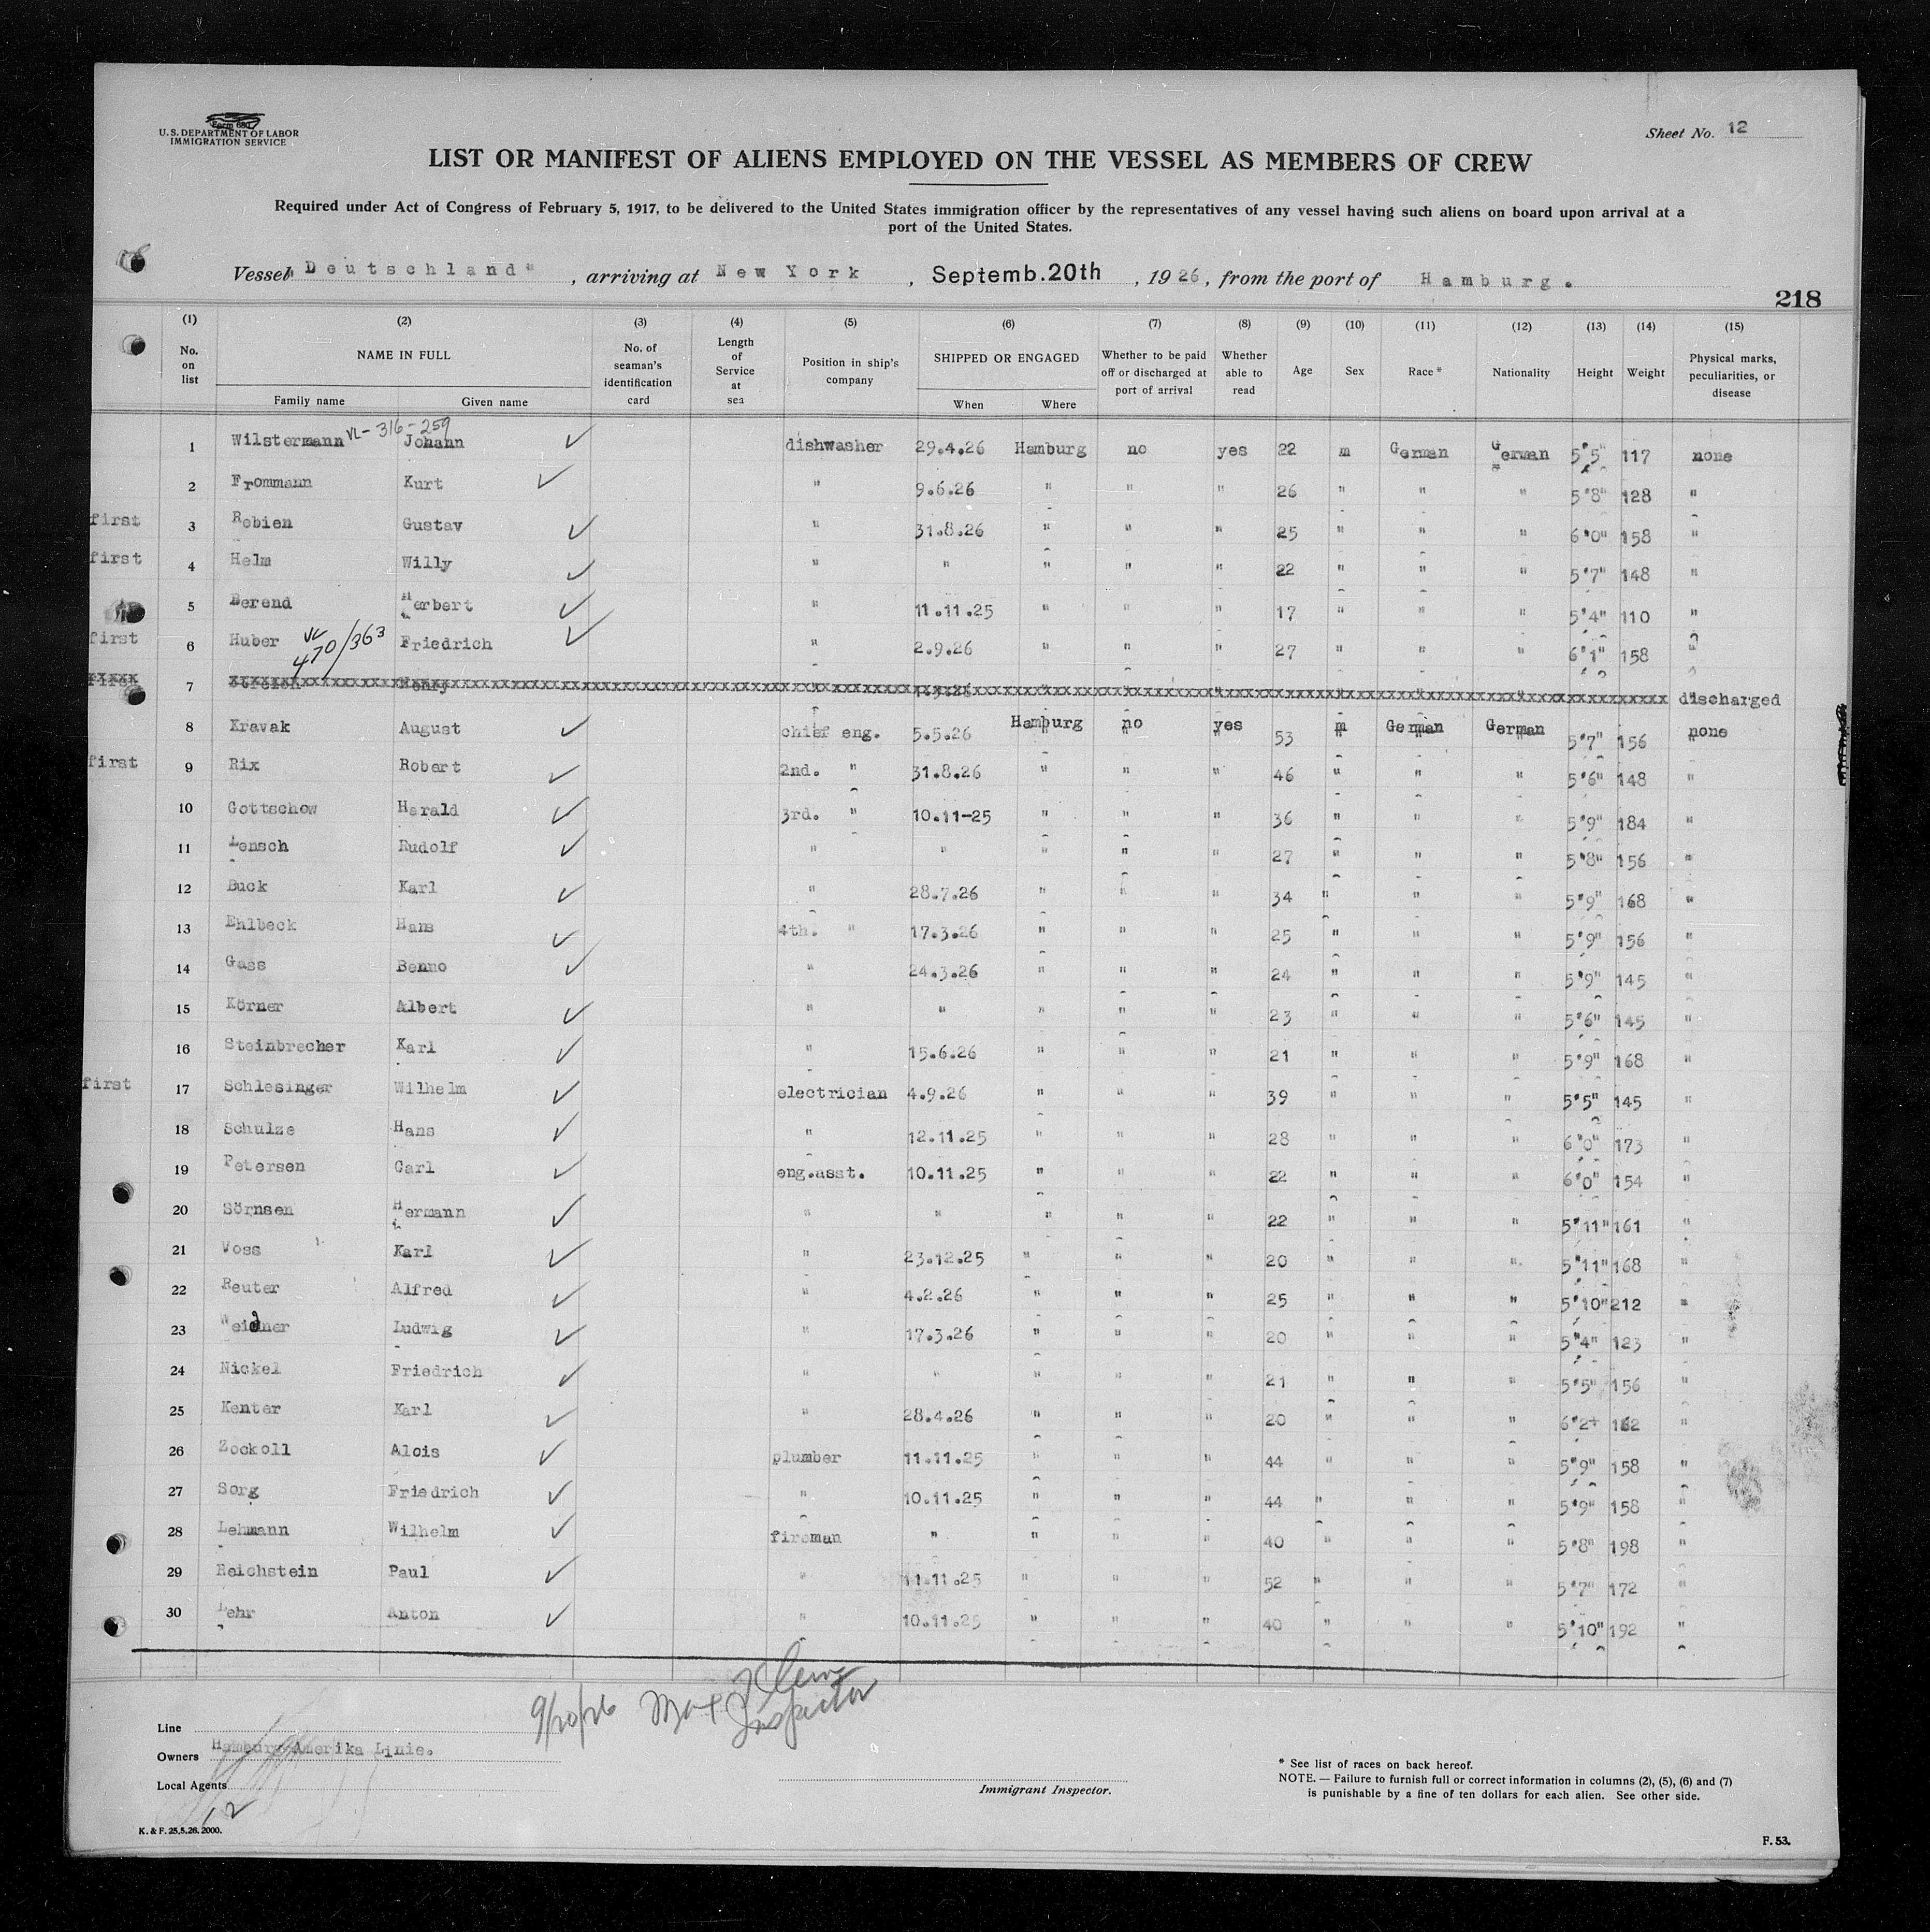 Form 680
U.S. DEPARTMENT OF LABOR
IMMIGRATION SERVICE
Sheet No. 12
LIST OR MANIFEST OF ALIENS EMPLOYED ON THE VESSEL AS MEMBERS OF CREW
Required under Act of Congress of February 5, 1917, to be delivered to the United States immigration officer by the representatives of any vessel having such aliens on board upon arrival at a
port of the United States.
Vessel "Deutschland", arriving at New York, Septemb.20th, 1926, from the port of Hamburg.
218
(1) (2) (3) (4) (5) (6) (7) (8) (9) (10) (11) (12) (13) (14) (15)
No. on list NAME IN FULL No. of seaman's identification card Length of Service at sea Position in ship's company SHIPPED OR ENGAGED Whether to be paid off or discharged at port of arrival Whether able to read Age Sex Race* Nationality Height Weight Physical marks, peculiarities, or disease
Family name Given name When Where
VL- 316-259
1 Wilstermann Johann ✓ dishwasher 29.4.26 Hamburg no yes 22 m German German 5'5" 117 none
2 Frommann Kurt ✓ " 9.6.26 " " " 26 " " " 5'8" 128 "
first 3 Robien Gustav ✓ " 31.8.26 " " " 25 " " " 6'0" 158 "
first 4 Helm Willy ✓ " " " " " 22 " " " 5'7" 148 "
5 Berend Herbert ✓ " 11.11.25 " " " 17 " " " 5'4" 110 "
first 6 Huber VL 470/363 Friedrich ✓ " 2.9.26 " " " 27 " " " 6'1" 158 "
first 7 Henry discharged
8 Kravak August ✓ chief eng. 5.5.26 Hamburg no yes 53 m German German 5'7" 156 none
first 9 Rix Robert ✓ 2nd. " 31.8.26 " " " 46 " " " 5'6" 148 "
10 Gottschow Harald ✓ 3rd. " 10.11-25 " " " 36 " " " 5'9" 184 "
11 Lensch Rudolf ✓ " " " " " 27 " " " 5'8" 156 "
12 Buck Karl ✓ " 28.7.26 " " " 34 " " " 5'9" 168 "
13 Ehlbeck Hans ✓ 4th. " 17.3.26 " " " 25 " " " 5'9" 156 "
14 Gass Benno ✓ " 24.3.26 " " " 24 " " " 5'9" 145 "
15 Körner Albert ✓ " " " " " 23 " " " 5'6" 145 "
16 Steinbrecher Karl ✓ " 15.6.26 " " " 21 " " " 5'9" 168 "
first 17 Schlesinger Wilhelm ✓ electrician 4.9.26 " " " 39 " " " 5'5" 145 "
18 Schulze Hans ✓ " 12.11.25 " " " 28 " " " 6'0" 173 "
19 Petersen Carl ✓ eng.asst. 10.11.25 " " " 22 " " " 6'0" 154 "
20 Sörnsen Hermann ✓ " " " " " 22 " " " 5'11" 161 "
21 Voss Karl ✓ " 23.12.25 " " " 20 " " " 5'11" 168 "
22 Reuter Alfred ✓ " 4.2.26 " " " 25 " " " 5'10" 212 "
23 Weidner Ludwig ✓ " 17.3.26 " " " 20 " " " 5'4" 123 "
24 Nickel Friedrich ✓ " " " " " 21 " " " 5'5" 156 "
25 Kenter Karl ✓ " 28.4.26 " " " 20 " " " 6'2+ 182 "
26 Zockoll Alois ✓ plumber 11.11.25 " " " 44 " " " 5'9" 158 "
27 Sorg Friedrich ✓ " 10.11.25 " " " 44 " " " 5'9" 158 "
28 Lehmann Wilhelm ✓ fireman " " " " 40 " " " 5'8" 198 "
29 Reichstein Paul ✓ " 11.11.25 " " " 52 " " " 5'7" 172 "
30 Lehr Anton ✓ " 10.11.25 " " " 40 " " " 5'10" 192 "
9/20/26 Max Inspector
Line
Owners Hamburg-Amerika Linie.
Local Agents
12
Immigrant Inspector.
* See list of races on back hereof.
NOTE. — Failure to furnish full or correct information in columns (2), (5), (6) and (7)
is punishable by a fine of ten dollars for each alien. See other side.
K. & F. 25.5.26. 2000.
F. 53.